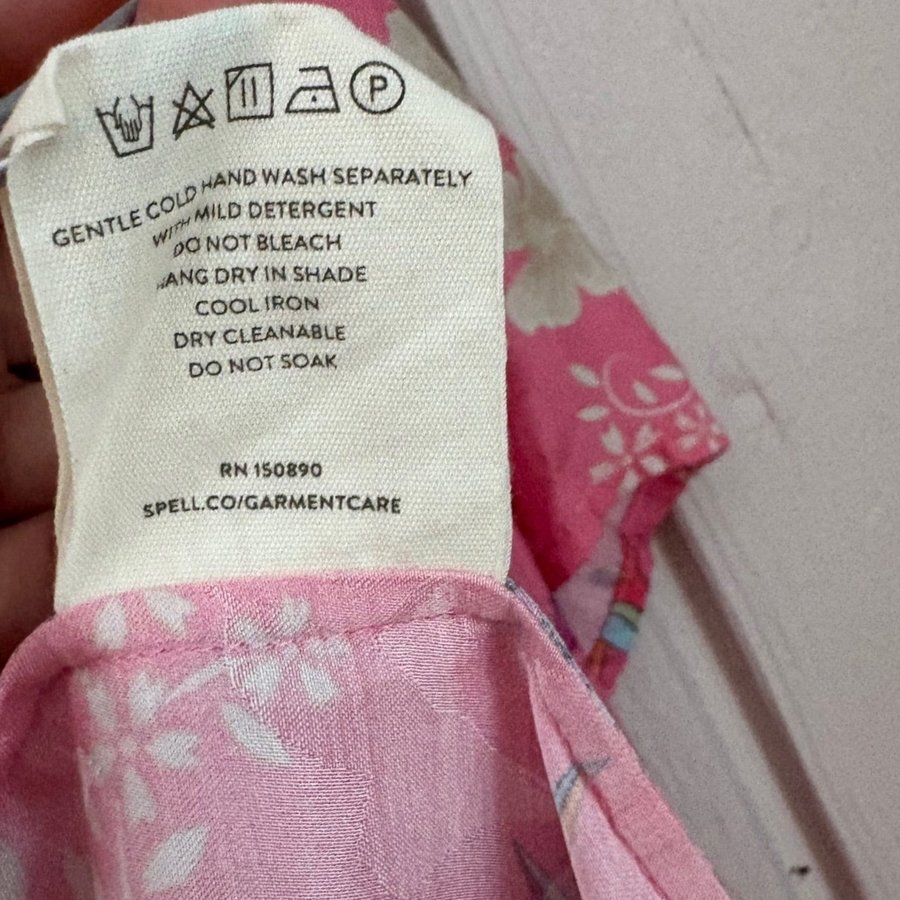 P
GENTLE COLD HAND WASH SEPARATELY
WITH MILD DETERGENT
DO NOT BLEACH
HANG DRY IN SHADE
COOL IRON
DRY CLEANABLE
DO NOT SOAK
RN 150890
SPELL.CO/GARMENTCARE